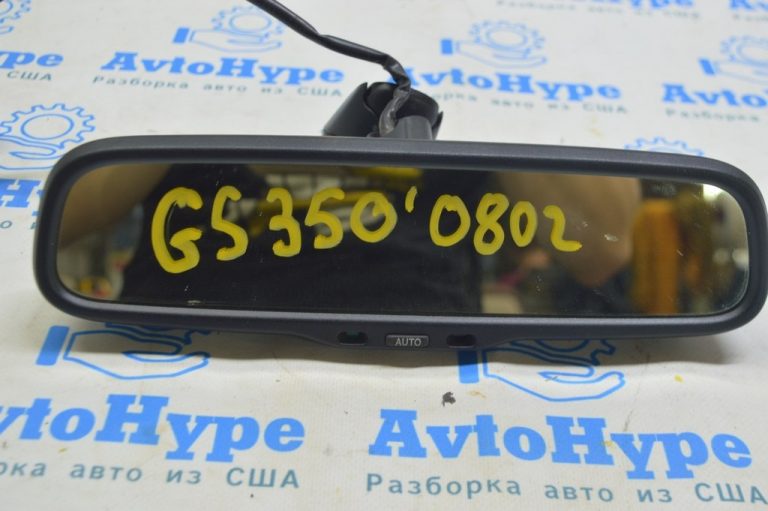 AvtoHype
Разборка авто из США
AvtoHype
Разборка авто из США
AvtoHype
GS350'0802
AUTO
AvtoHype
Разборка авто из США
AvtoHype
Разборка авто из США